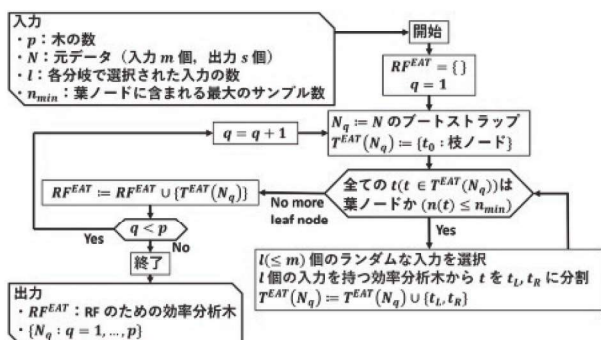 入力
・p：木の数
・N：元データ（入力 m 個，出力 s 個）
・l：各分岐で選択された入力の数
・n_{min}：葉ノードに含まれる最大のサンプル数
開始
RF^{EAT} = { }
q = 1
q = q + 1
N_q ≔ N のブートストラップ
T^{EAT}(N_q) ≔ {t_0：枝ノード}
全ての t(t ∈ T^{EAT}(N_q))は
葉ノードか (n(t) ≤ n_{min})
No more
leaf node
RF^{EAT} ≔ RF^{EAT} ∪ {T^{EAT}(N_q)}
Yes
q < p
No
終了
Yes
l(≤ m) 個のランダムな入力を選択
l 個の入力を持つ効率分析木から t を t_L, t_R に分割
T^{EAT}(N_q) ≔ T^{EAT}(N_q) ∪ {t_L, t_R}
出力
・RF^{EAT}：RF のための効率分析木
・{N_q : q = 1, …, p}